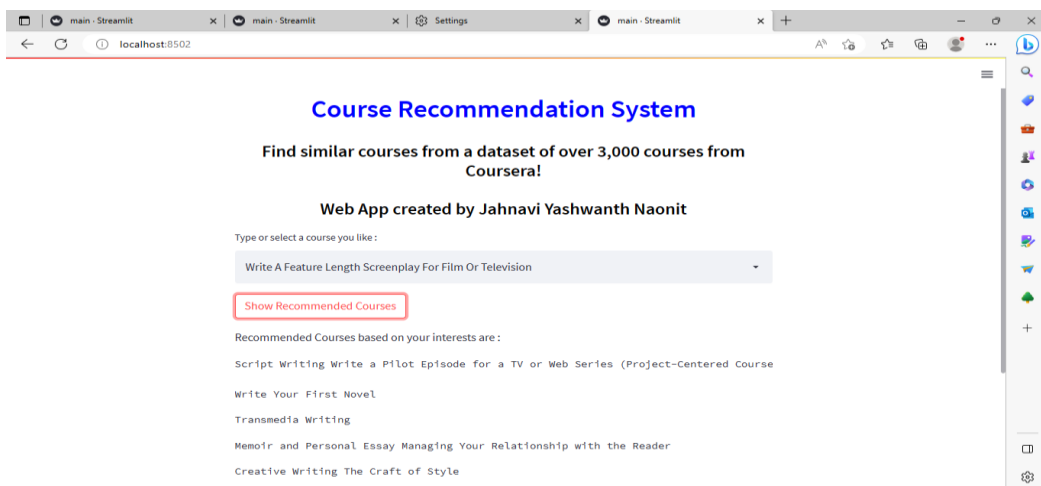 main · Streamlit
main · Streamlit
Settings
main · Streamlit
localhost:8502
Course Recommendation System
Find similar courses from a dataset of over 3,000 courses from
Coursera!
Web App created by Jahnavi Yashwanth Naonit
Type or select a course you like :
Write A Feature Length Screenplay For Film Or Television
Show Recommended Courses
Recommended Courses based on your interests are :
Script Writing Write a Pilot Episode for a TV or Web Series (Project-Centered Course
Write Your First Novel
Transmedia Writing
Memoir and Personal Essay Managing Your Relationship with the Reader
Creative Writing The Craft of Style